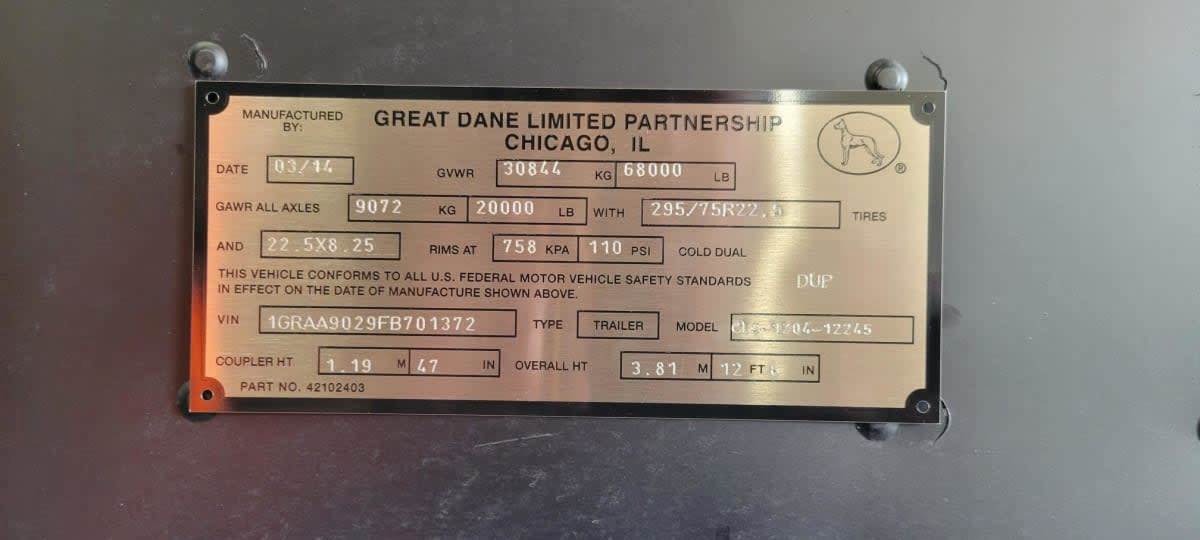 MANUFACTURED BY: GREAT DANE LIMITED PARTNERSHIP
CHICAGO, IL
DATE 03/14 GVWR 30844 KG 68000 LB
GAWR ALL AXLES 9072 KG 20000 LB WITH 295/75R22.5 TIRES
AND 22.5X8.25 RIMS AT 758 KPA 110 PSI COLD DUAL
THIS VEHICLE CONFORMS TO ALL U.S. FEDERAL MOTOR VEHICLE SAFETY STANDARDS DUP
IN EFFECT ON THE DATE OF MANUFACTURE SHOWN ABOVE.
VIN 1GRAA9029FB701372 TYPE TRAILER MODEL
COUPLER HT 1.19 M 47 IN OVERALL HT 3.81 M 12 FT IN
PART NO. 42102403
®